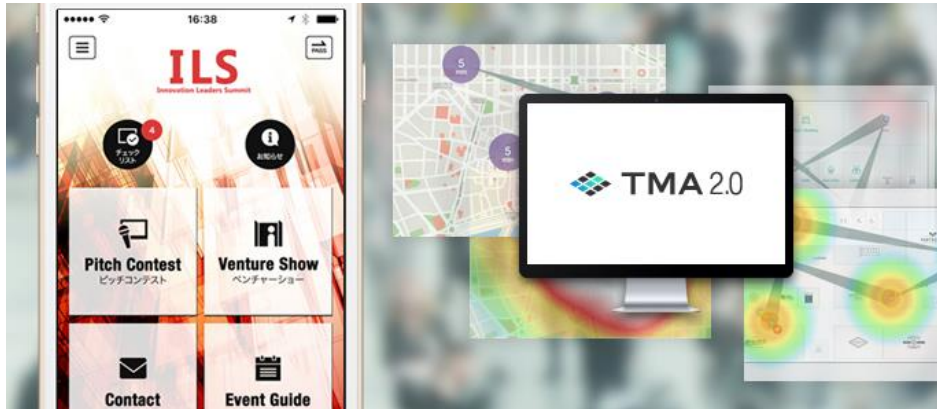 16:38
PASS
ILS
Innovation Leaders Summit
4
チェック
リスト
お知らせ
Pitch Contest
ピッチコンテスト
Venture Show
ベンチャーショー
Contact
Event Guide
5
min
5
min
TMA 2.0